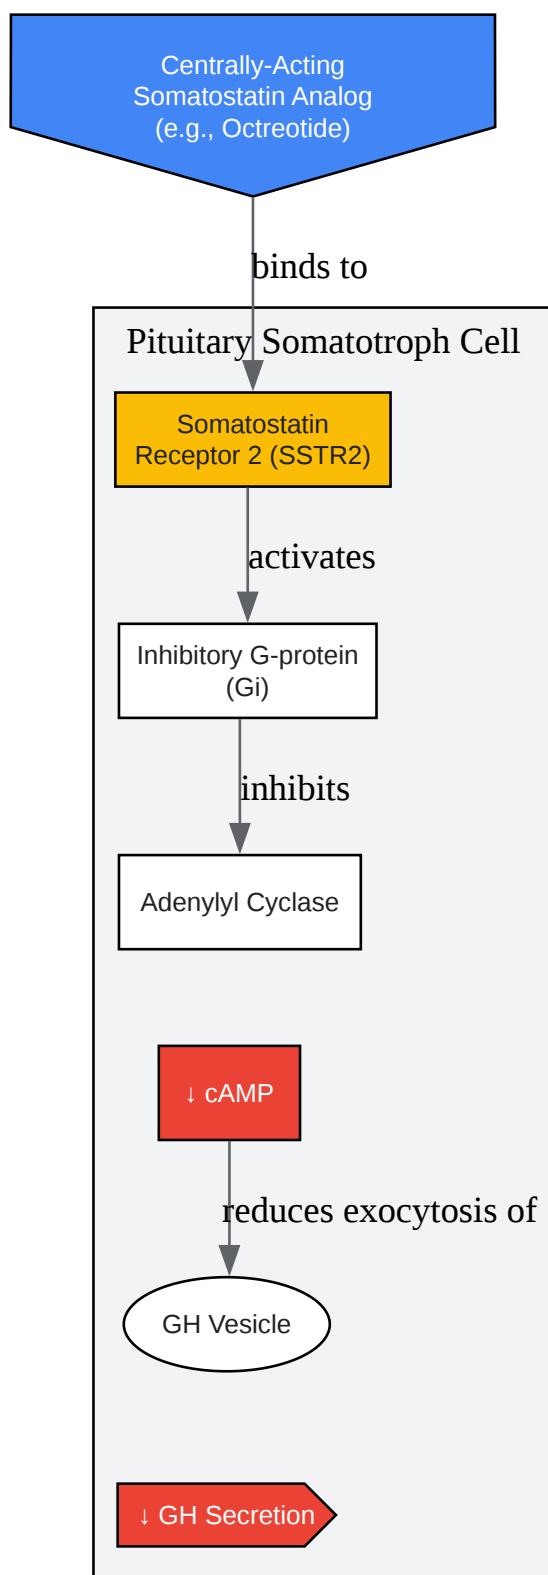 Centrally-Acting
Somatostatin Analog
(e.g., Octreotide)
binds to
Pituitary Somatotroph Cell
Somatostatin
Receptor 2 (SSTR2)
activates
Inhibitory G-protein
(Gi)
inhibits
Adenylyl Cyclase
↓ cAMP
reduces exocytosis of
GH Vesicle
↓ GH Secretion